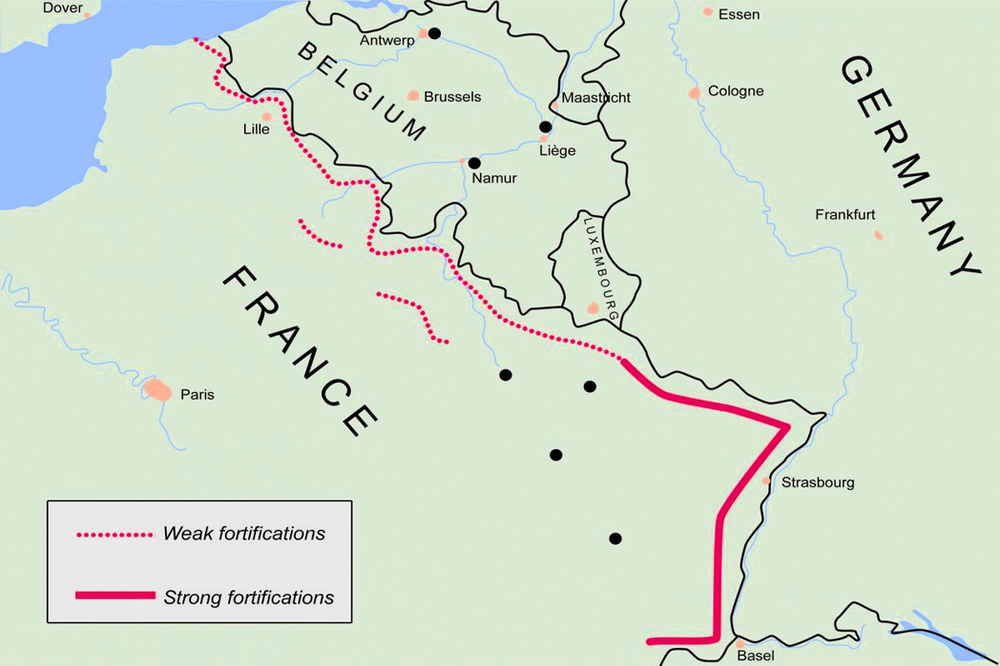 Dover
Essen
Antwerp
BELGIUM
Brussels
Maastricht
Cologne
GERMANY
Lille
Liège
Namur
Frankfurt
LUXEMBOURG
FRANCE
Paris
Strasbourg
Weak fortifications
Strong fortifications
Basel